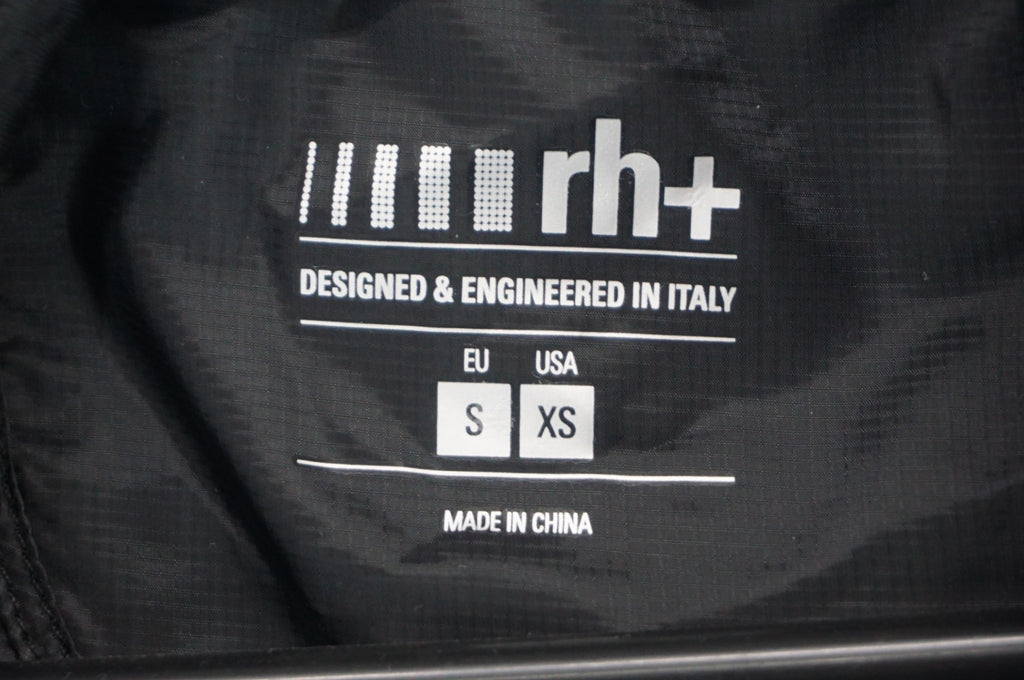 rh+
DESIGNED & ENGINEERED IN ITALY
EU USA
S XS
MADE IN CHINA